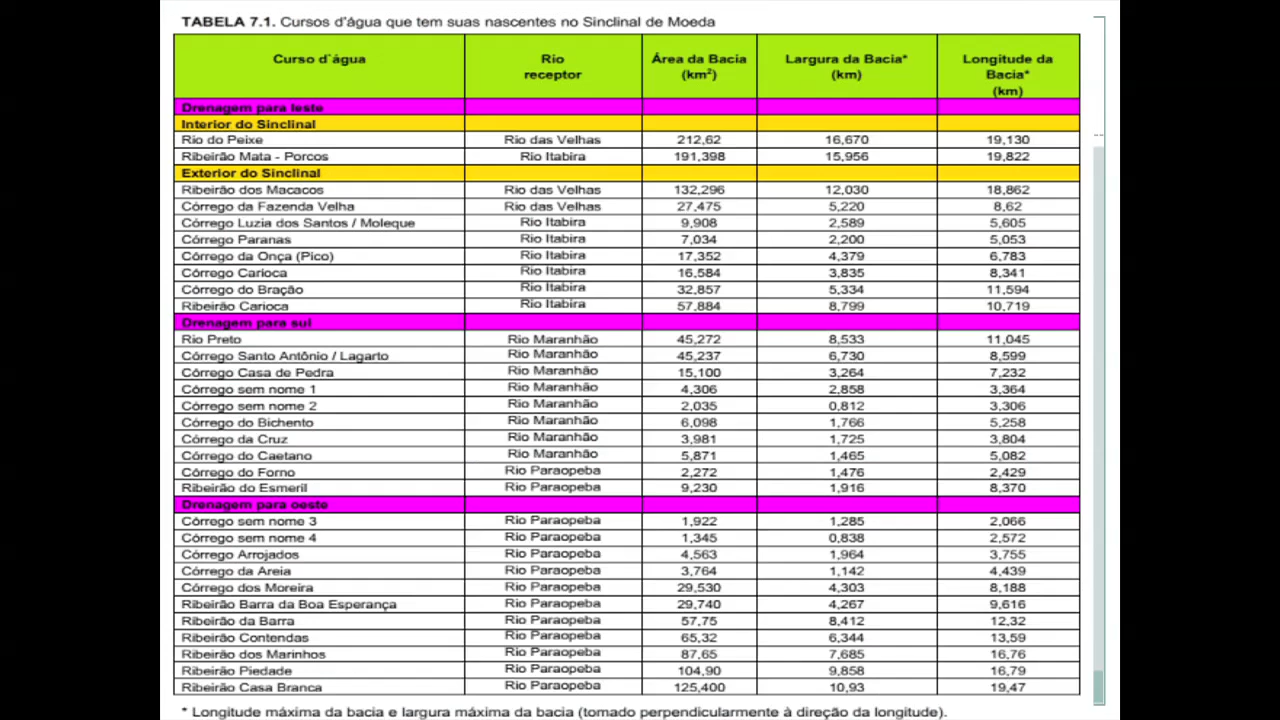 TABELA 7.1. Cursos d'água que tem suas nascentes no Sinclinal de Moeda
Curso d`água Rio receptor Área da Bacia (km²) Largura da Bacia* (km) Longitude da Bacia* (km)
Drenagem para leste
Interior do Sinclinal
Rio do Peixe Rio das Velhas 212,62 16,670 19,130
Ribeirão Mata - Porcos Rio Itabira 191,398 15,956 19,822
Exterior do Sinclinal
Ribeirão dos Macacos Rio das Velhas 132,296 12,030 18,862
Córrego da Fazenda Velha Rio das Velhas 27,475 5,220 8,62
Córrego Luzia dos Santos / Moleque Rio Itabira 9,908 2,589 5,605
Córrego Paranas Rio Itabira 7,034 2,200 5,053
Córrego da Onça (Pico) Rio Itabira 17,352 4,379 6,783
Córrego Carioca Rio Itabira 16,584 3,835 8,341
Córrego do Bração Rio Itabira 32,857 5,334 11,594
Ribeirão Carioca Rio Itabira 57,884 8,799 10,719
Drenagem para sul
Rio Preto Rio Maranhão 45,272 8,533 11,045
Córrego Santo Antônio / Lagarto Rio Maranhão 45,237 6,730 8,599
Córrego Casa de Pedra Rio Maranhão 15,100 3,264 7,232
Córrego sem nome 1 Rio Maranhão 4,306 2,858 3,364
Córrego sem nome 2 Rio Maranhão 2,035 0,812 3,306
Córrego do Bichento Rio Maranhão 6,098 1,766 5,258
Córrego da Cruz Rio Maranhão 3,981 1,725 3,804
Córrego do Caetano Rio Maranhão 5,871 1,465 5,082
Córrego do Forno Rio Paraopeba 2,272 1,476 2,429
Ribeirão do Esmeril Rio Paraopeba 9,230 1,916 8,370
Drenagem para oeste
Córrego sem nome 3 Rio Paraopeba 1,922 1,285 2,066
Córrego sem nome 4 Rio Paraopeba 1,345 0,838 2,572
Córrego Arrojados Rio Paraopeba 4,563 1,964 3,755
Córrego da Areia Rio Paraopeba 3,764 1,142 4,439
Córrego dos Moreira Rio Paraopeba 29,530 4,303 8,188
Ribeirão Barra da Boa Esperança Rio Paraopeba 29,740 4,267 9,616
Ribeirão da Barra Rio Paraopeba 57,75 8,412 12,32
Ribeirão Contendas Rio Paraopeba 65,32 6,344 13,59
Ribeirão dos Marinhos Rio Paraopeba 87,65 7,685 16,76
Ribeirão Piedade Rio Paraopeba 104,90 9,858 16,79
Ribeirão Casa Branca Rio Paraopeba 125,400 10,93 19,47
* Longitude máxima da bacia e largura máxima da bacia (tomado perpendicularmente à direção da longitude).